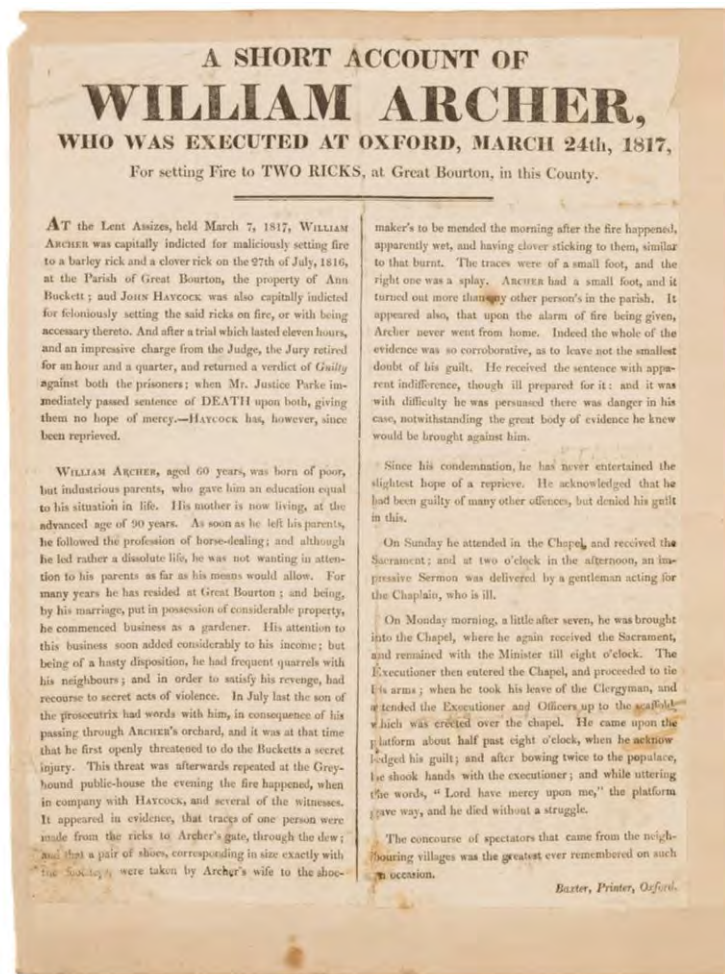 A SHORT ACCOUNT OF
WILLIAM ARCHER,
WHO WAS EXECUTED AT OXFORD, MARCH 24th, 1817,
For setting Fire to TWO RICKS, at Great Bourton, in this County.
AT the Lent Assizes, held March 7, 1817, WILLIAM
ARCHER was capitally indicted for maliciously setting fire
to a barley rick and a clover rick on the 27th of July, 1816,
at the Parish of Great Bourton, the property of Ann
Buckett; and JOHN HAYCOCK was also capitally indicted
for feloniously setting the said ricks on fire, or with being
accessary thereto. And after a trial which lasted eleven hours,
and an impressive charge from the Judge, the Jury retired
for an hour and a quarter, and returned a verdict of Guilty
against both the prisoners; when Mr. Justice Parke im-
mediately passed sentence of DEATH upon both, giving
them no hope of mercy.—HAYCOCK has, however, since
been reprieved.
WILLIAM ARCHER, aged 60 years, was born of poor,
but industrious parents, who gave him an education equal
to his situation in life. His mother is now living, at the
advanced age of 90 years. As soon as he left his parents,
he followed the profession of horse-dealing; and although
he led rather a dissolute life, he was not wanting in atten-
tion to his parents as far as his means would allow. For
many years he has resided at Great Bourton; and being,
by his marriage, put in possession of considerable property,
he commenced business as a gardener. His attention to
this business soon added considerably to his income; but
being of a hasty disposition, he had frequent quarrels with
his neighbours; and in order to satisfy his revenge, had
recourse to secret acts of violence. In July last the son of
the prosecutrix had words with him, in consequence of his
passing through ARCHER's orchard, and it was at that time
that he first openly threatened to do the Bucketts a secret
injury. This threat was afterwards repeated at the Grey-
hound public-house the evening the fire happened, when
in company with HAYCOCK, and several of the witnesses.
It appeared in evidence, that traces of one person were
made from the ricks to Archer's gate, through the dew;
and that a pair of shoes, corresponding in size exactly with
the footsteps, were taken by Archer's wife to the shoe-
maker's to be mended the morning after the fire happened,
apparently wet, and having clover sticking to them, similar
to that burnt. The traces were of a small foot, and the
right one was a splay. ARCHER had a small foot, and it
turned out more than any other person's in the parish. It
appeared also, that upon the alarm of fire being given,
Archer never went from home. Indeed the whole of the
evidence was so corroborative, as to leave not the smallest
doubt of his guilt. He received the sentence with appa-
rent indifference, though ill prepared for it: and it was
with difficulty he was persuaded there was danger in his
case, notwithstanding the great body of evidence he knew
would be brought against him.
Since his condemnation, he has never entertained the
slightest hope of a reprieve. He acknowledged that he
had been guilty of many other offences, but denied his guilt
in this.
On Sunday he attended in the Chapel, and received the
Sacrament; and at two o'clock in the afternoon, an im-
pressive Sermon was delivered by a gentleman acting for
the Chaplain, who is ill.
On Monday morning, a little after seven, he was brought
into the Chapel, where he again received the Sacrament,
and remained with the Minister till eight o'clock. The
Executioner then entered the Chapel, and proceeded to tie
his arms; when he took his leave of the Clergyman, and
attended the Executioner and Officers up to the scaffold,
which was erected over the chapel. He came upon the
platform about half past eight o'clock, when he acknow
ledged his guilt; and after bowing twice to the populace,
he shook hands with the executioner; and while uttering
the words, "Lord have mercy upon me," the platform
gave way, and he died without a struggle.
The concourse of spectators that came from the neigh-
bouring villages was the greatest ever remembered on such
an occasion.
Baxter, Printer, Oxford.